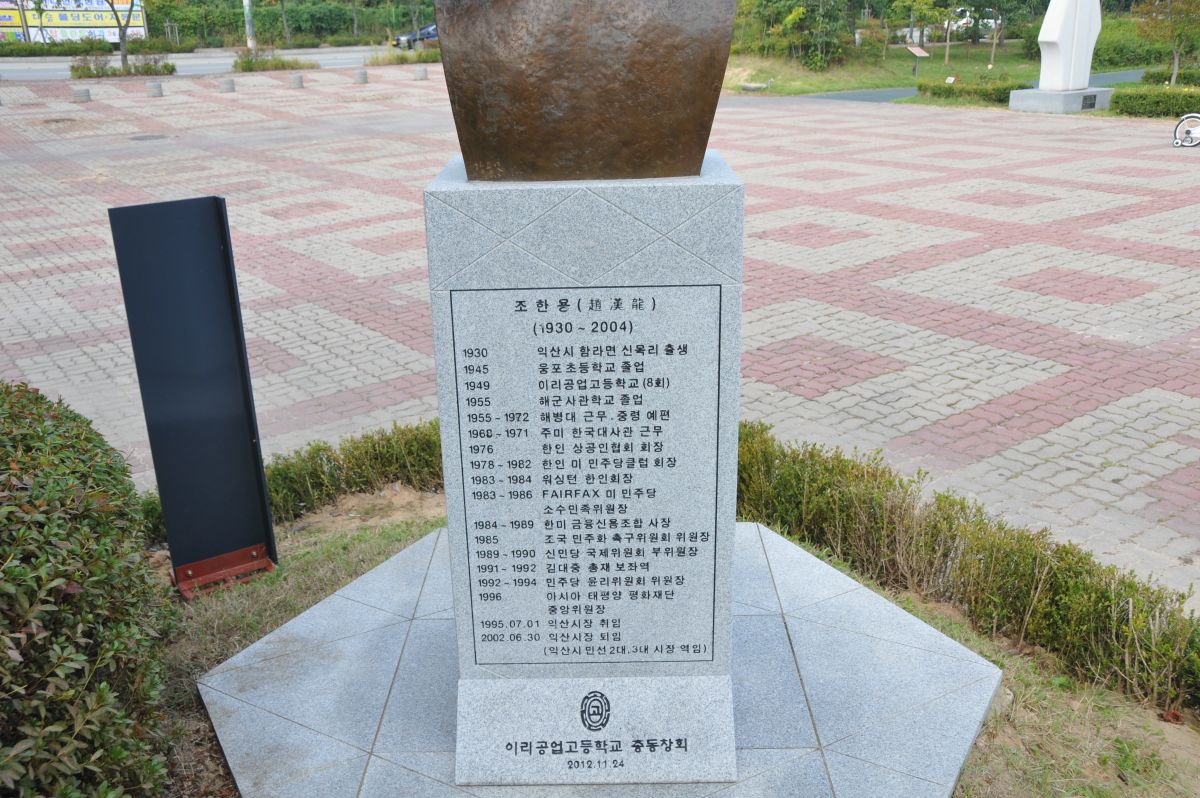 조한용 (趙漢龍)
(1930 ~ 2004)
1930 익산시 함라면 신목리 출생
1945 웅포초등학교 졸업
1949 이리공업고등학교 (8회)
1955 해군사관학교 졸업
1955 ~ 1972 해병대 근무. 중령 예편
1968 ~ 1971 주미 한국대사관 근무
1976 한인 상공인협회 회장
1978 ~ 1982 한인 미 민주당클럽 회장
1983 ~ 1984 워싱턴 한인회장
1983 ~ 1986 FAIRFAX 미 민주당
소수민족위원장
1984 ~ 1989 한미 금융신용조합 사장
1985 조국 민주화 촉구위원회 위원장
1989 ~ 1990 신민당 국제위원회 부위원장
1991 ~ 1992 김대중 총재 보좌역
1992 ~ 1994 민주당 윤리위원회 위원장
1996 아시아 태평양 평화재단
중앙위원장
1995.07.01 익산시장 취임
2002.06.30 익산시장 퇴임
(익산시 민선 2대, 3대 시장 역임)
이리공업고등학교 총동창회
2012.11.24